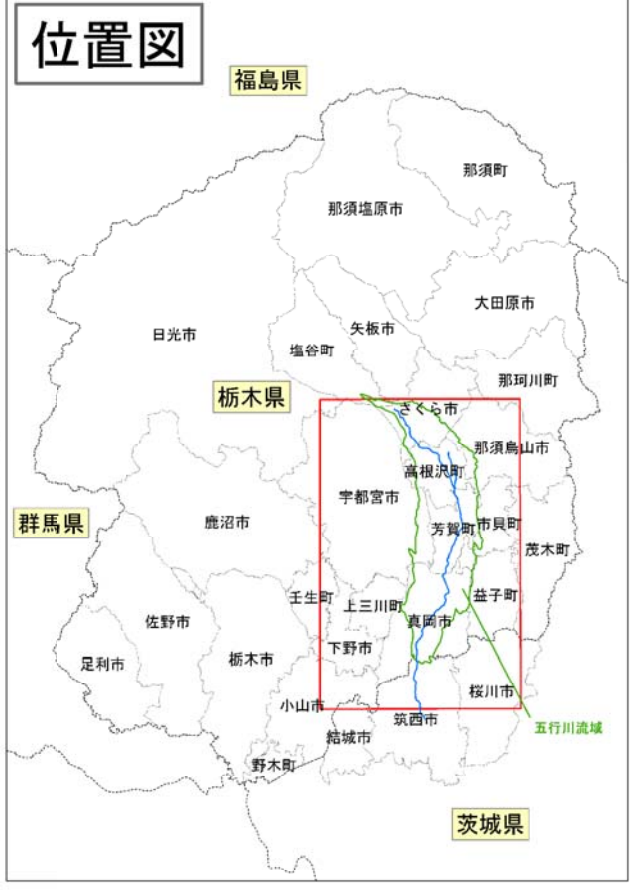 位置図
福島県
那須町
那須塩原市
大田原市
日光市
矢板市
塩谷町
那珂川町
栃木県
さくら市
那須烏山市
高根沢町
宇都宮市
群馬県
鹿沼市
芳賀町
市貝町
茂木町
壬生町
上三川町
益子町
佐野市
真岡市
下野市
足利市
栃木市
桜川市
小山市
筑西市
五行川流域
結城市
野木町
茨城県